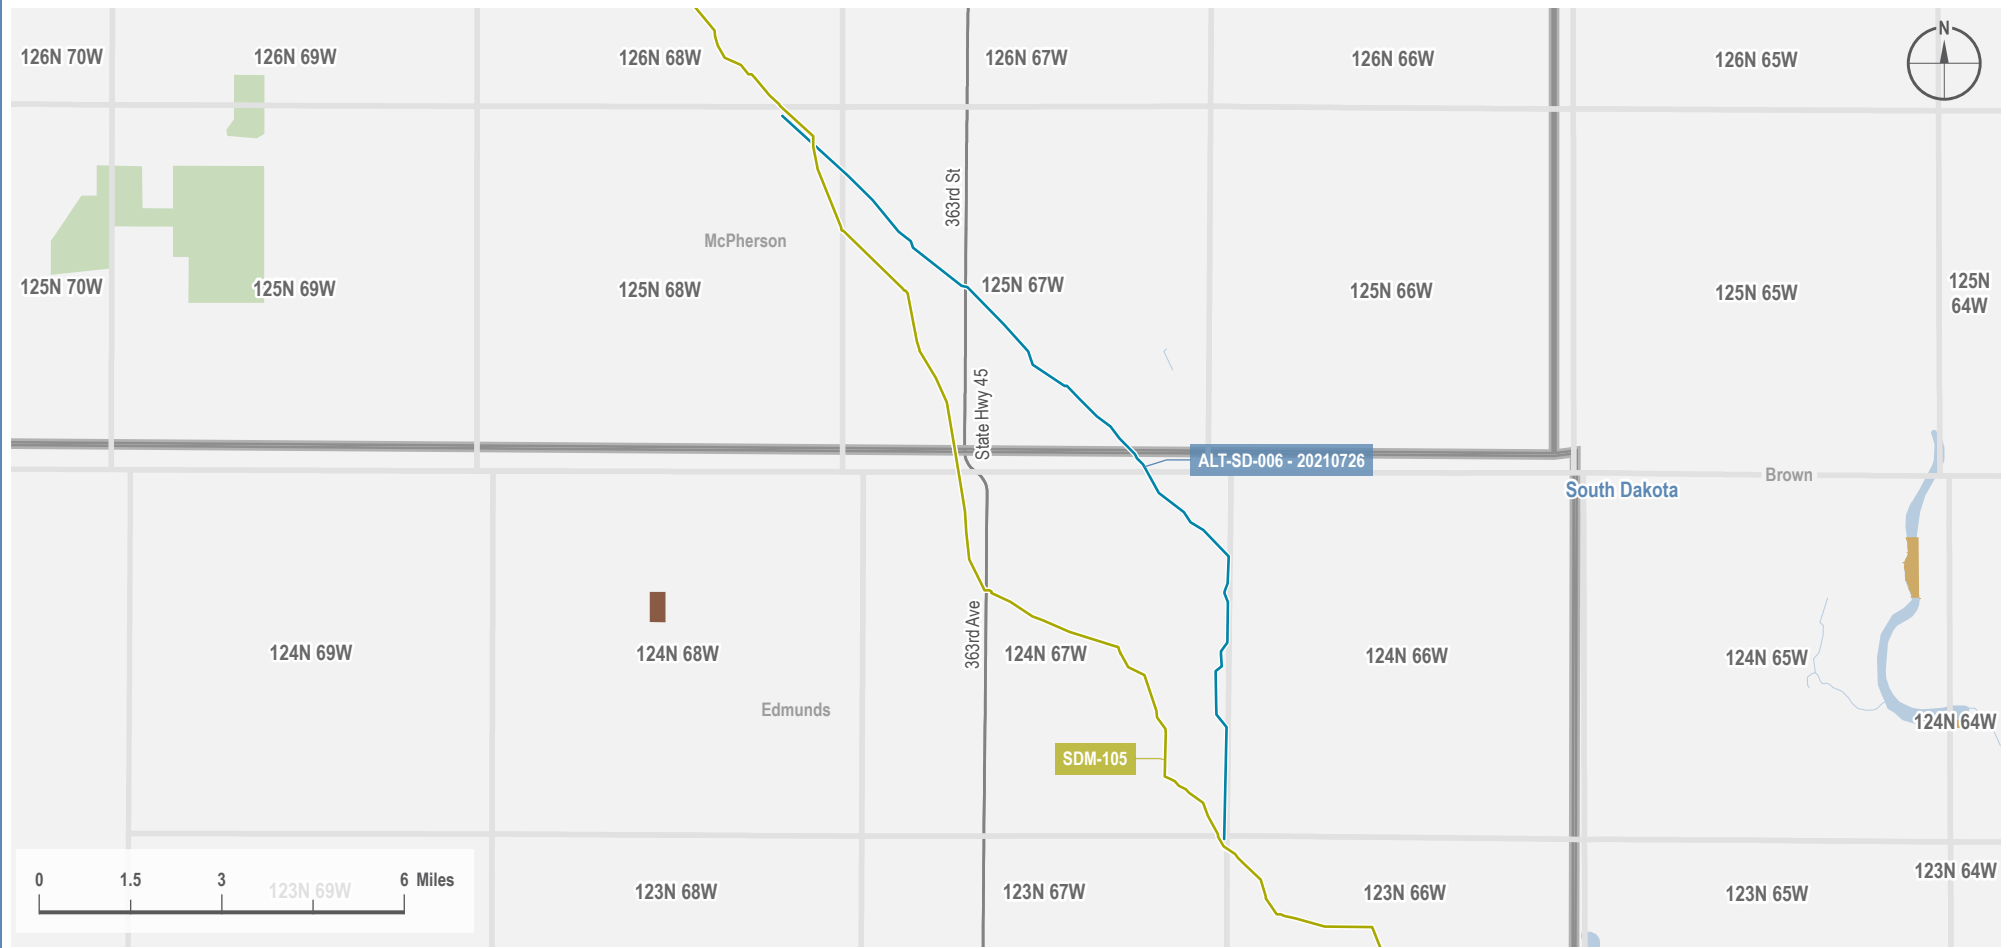 126N 70W
126N 69W
126N 68W
126N 67W
126N 66W
126N 65W
N
363rd St
McPherson
125N 70W
125N 69W
125N 68W
125N 67W
125N 66W
125N 65W
125N
64W
State Hwy 45
ALT-SD-006 - 20210726
South Dakota
Brown
363rd Ave
124N 69W
124N 68W
124N 67W
124N 66W
124N 65W
Edmunds
124N 64W
SDM-105
0 1.5 3 6 Miles
123N 69W
123N 68W
123N 67W
123N 66W
123N 65W
123N 64W